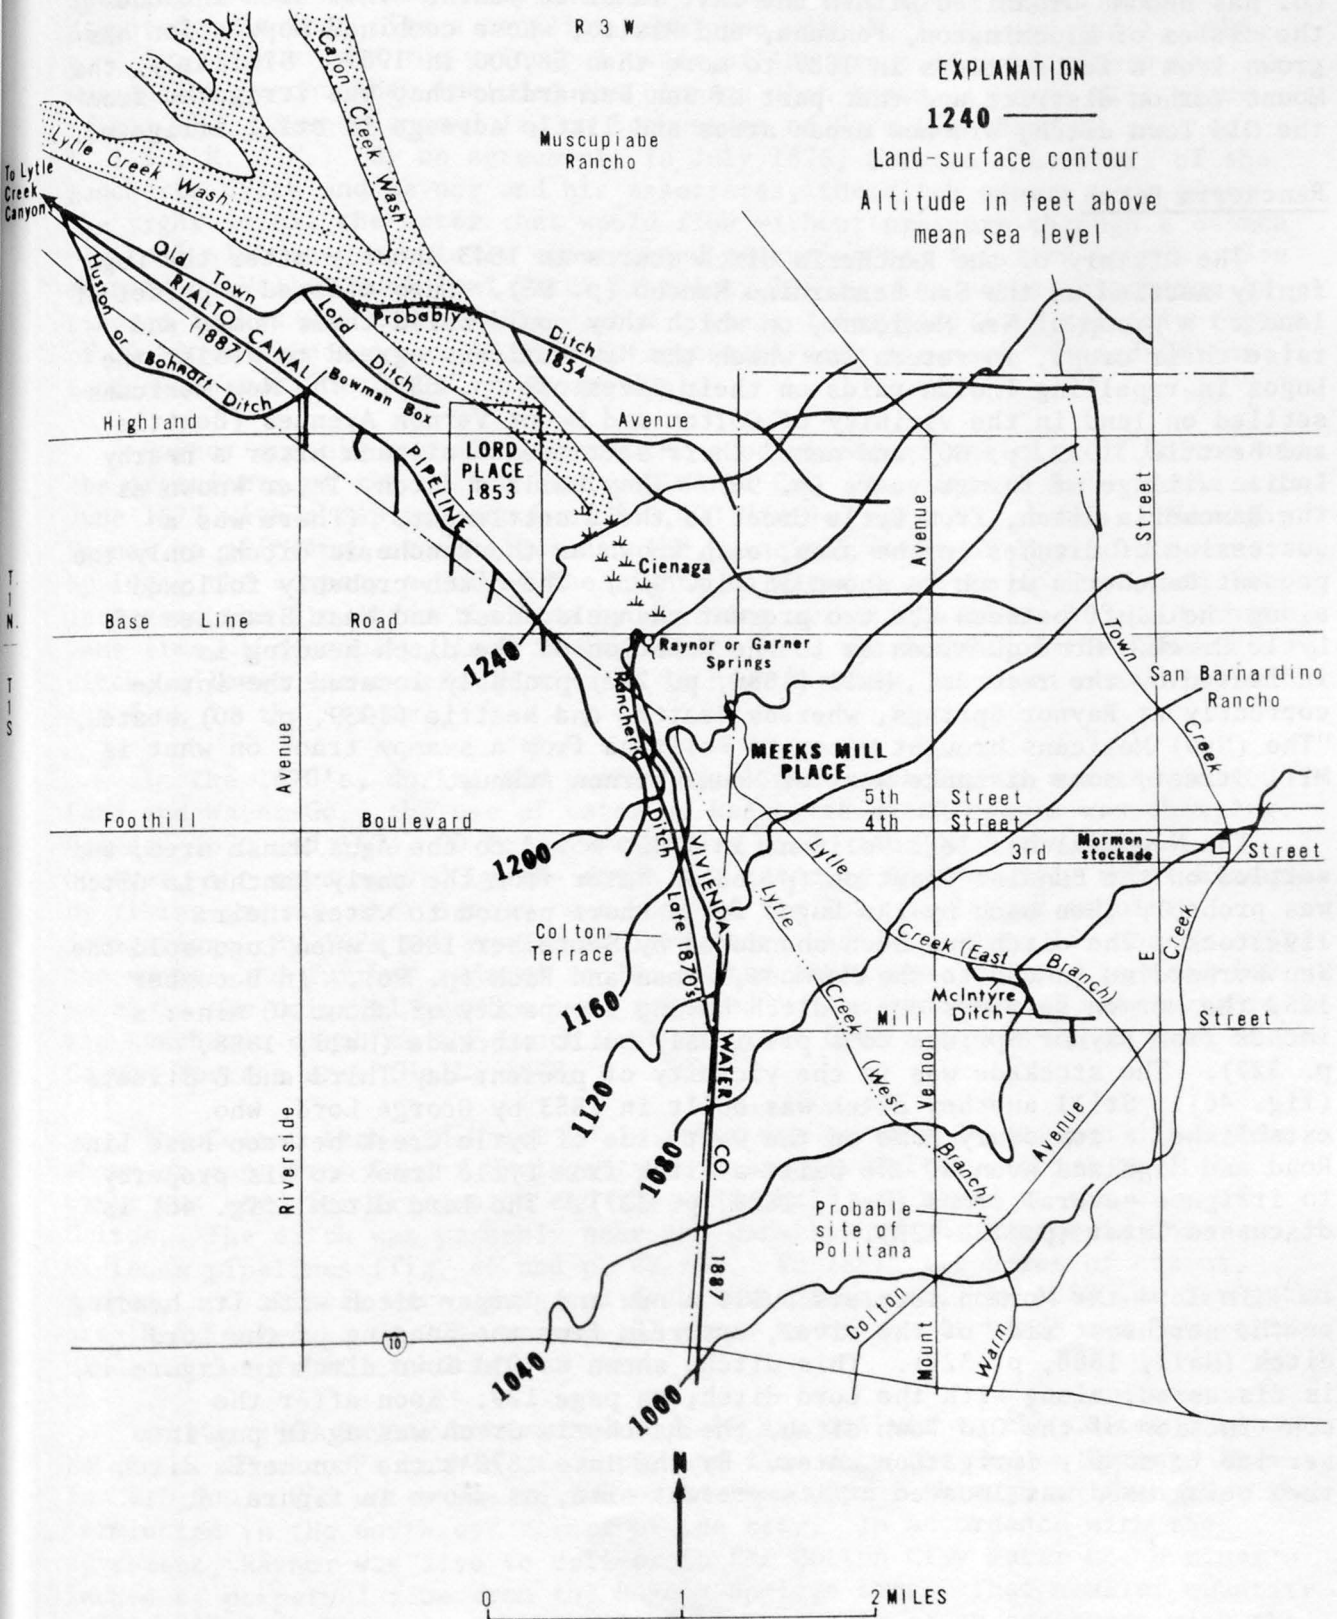 R 3 W
EXPLANATION
1240
Land-surface contour
Altitude in feet above
mean sea level
Muscupiabe
Rancho
Cajon Creek Wash
Lytle Creek Wash
To Lytle
Creek
Canyon
Old Town
RIALTO CANAL
(1887)
Huston or Bohnatt Ditch
Lord Ditch
Probably
Ditch
1854
Bowman Box
Highland
Avenue
LORD
PLACE
1853
PIPELINE
Cienaga
Avenue
Street
T
I
N
T
I
S
Base Line Road
1240
Raynor or Garner
Springs
Town Creek
San Barnardino
Rancho
Rancheria Ditch
Avenue
MEEKS MILL
PLACE
5th Street
4th Street
Foothill Boulevard
1200
Mormon
stockade
3rd
Street
Lytle
Lytle
VIVIENDA
Late 1870's
Colton
Terrace
Creek (East Branch)
E
Creek
McIntyre
Ditch
1160
Mill
Street
Creek (West Branch)
WATER CO.
Vernon
1120
1080
Riverside
Avenue
Probable
site of
Politana
1887
Colton
Mount
Warm
10
1040
1000
N
0 1 2 MILES